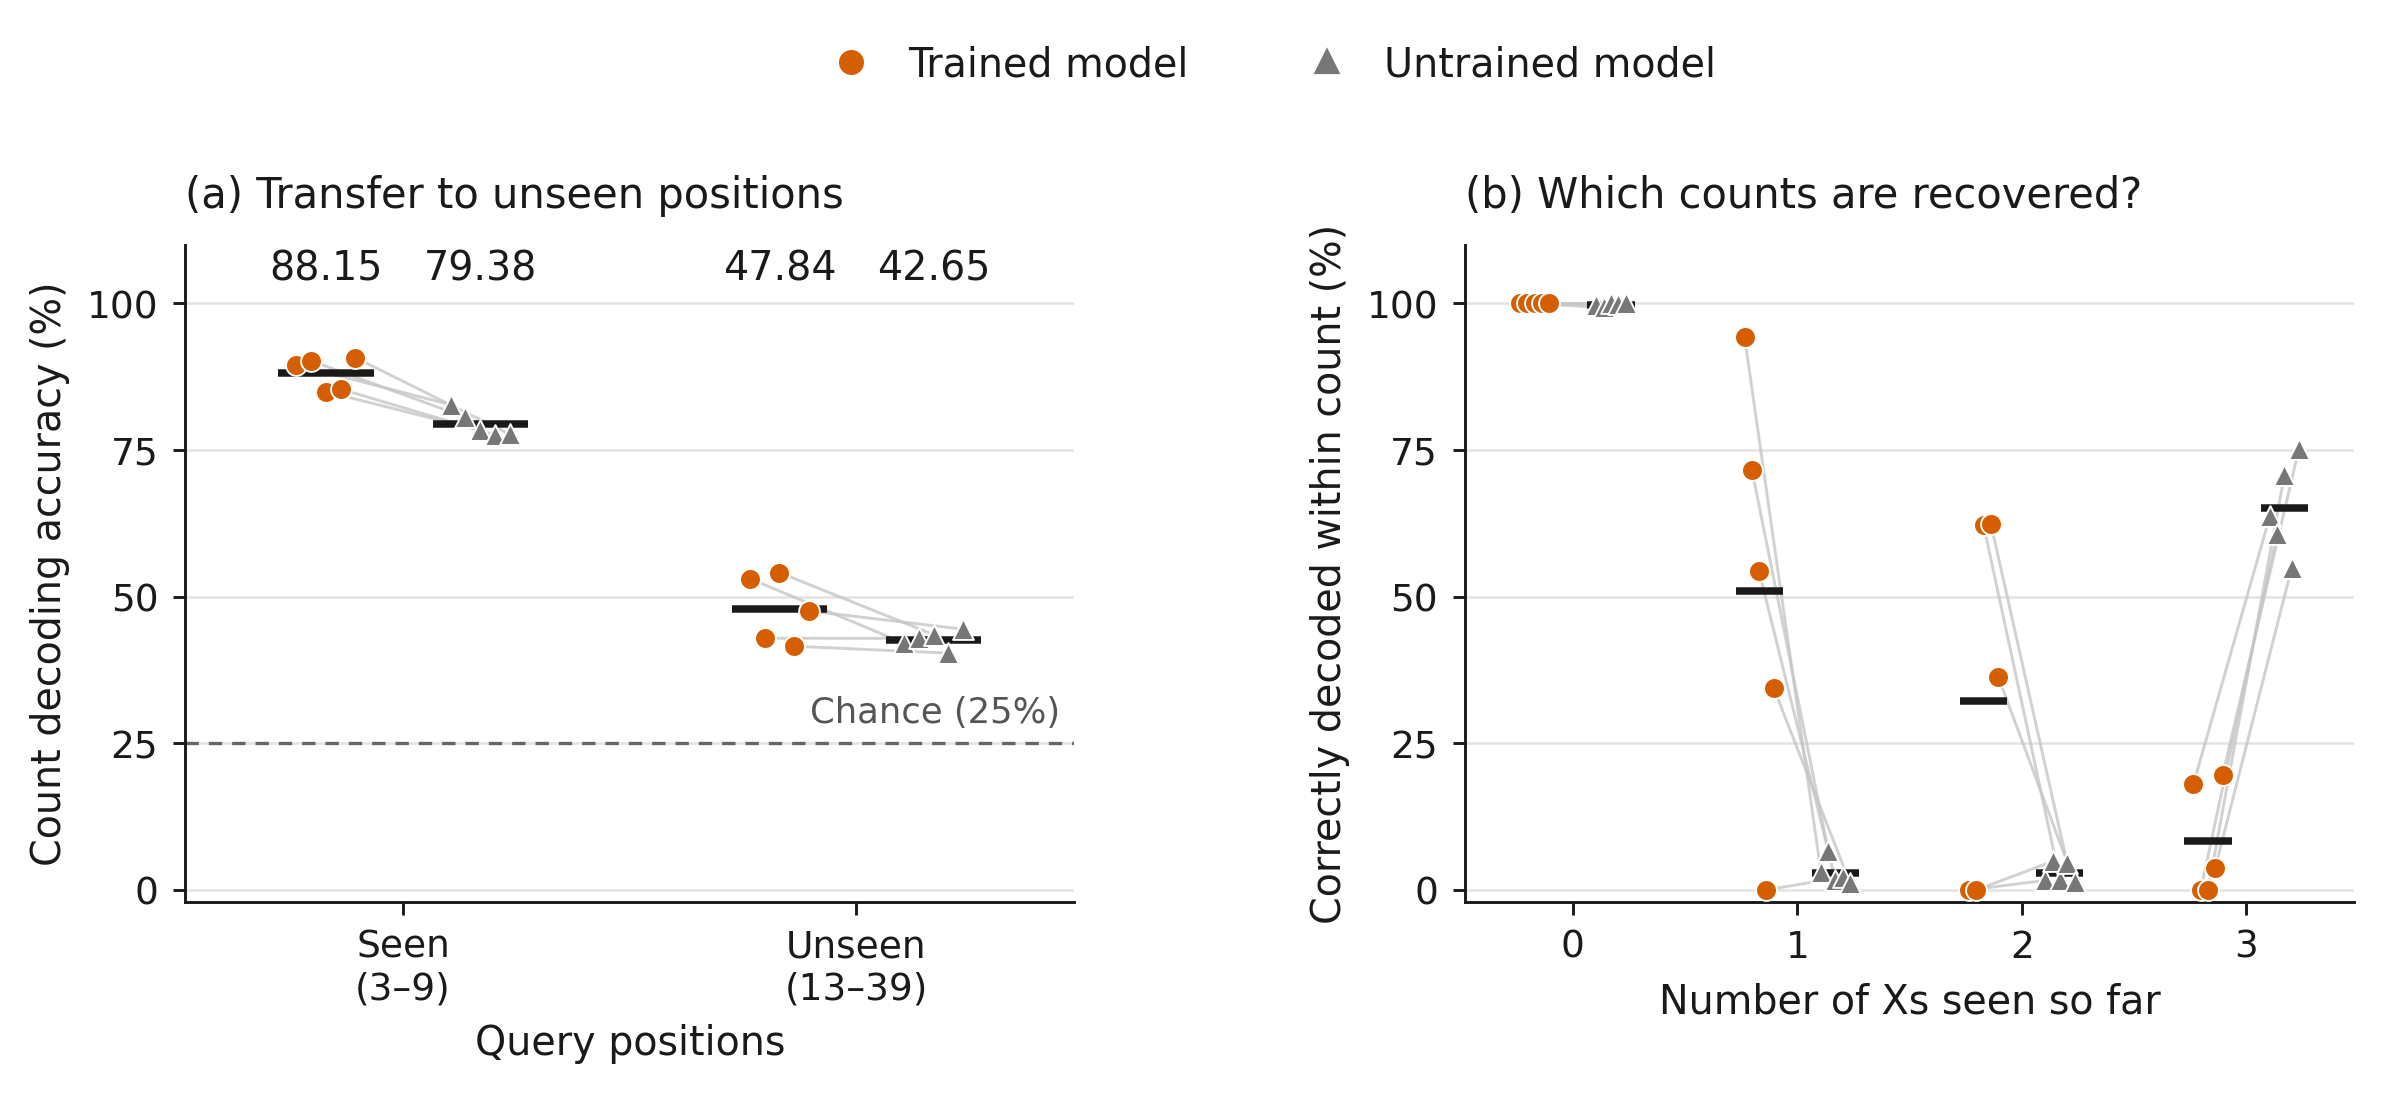 Trained model
Untrained model
(a) Transfer to unseen positions
88.15 79.38 47.84 42.65
Count decoding accuracy (%)
100
75
50
25
0
Chance (25%)
Seen
(3–9)
Unseen
(13–39)
Query positions
(b) Which counts are recovered?
Correctly decoded within count (%)
100
75
50
25
0
0 1 2 3
Number of Xs seen so far